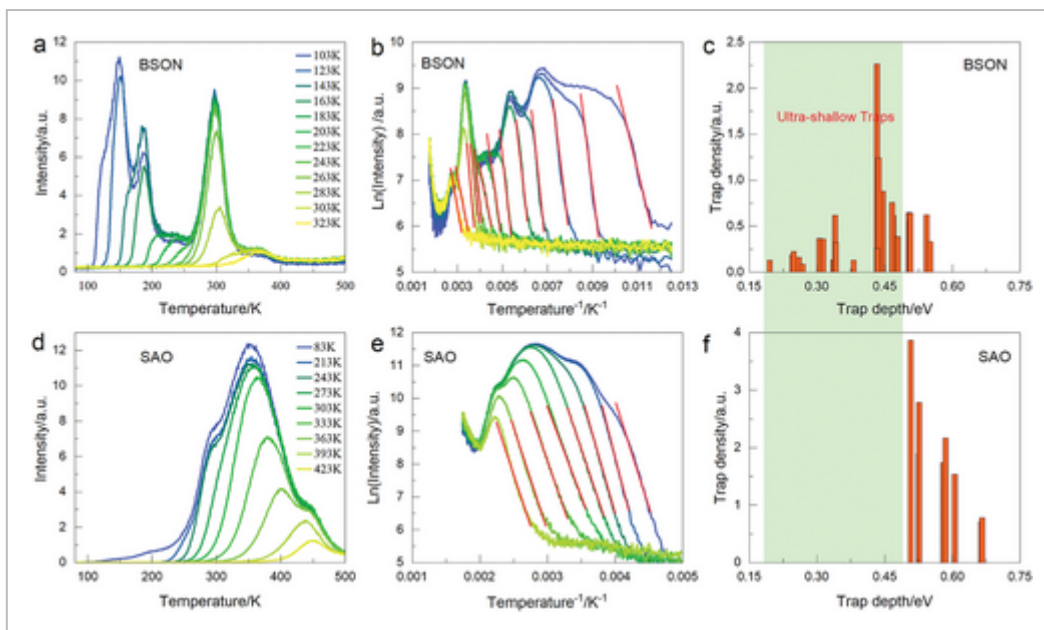 a
BSON
Intensity/a.u.
12
10
8
6
4
2
0
103K
123K
143K
163K
183K
203K
223K
243K
263K
283K
303K
323K
100 200 300 400 500
Temperature/K
b
BSON
Ln(Intensity) /a.u.
10
9
8
7
6
5
0.001 0.003 0.005 0.007 0.009 0.011 0.013
Temperature⁻¹/K⁻¹
c
BSON
Ultra-shallow Traps
Trap density/a.u.
2.5
2.0
1.5
1.0
0.5
0.0
0.15 0.30 0.45 0.60 0.75
Trap depth/eV
d
SAO
Intensity/a.u.
12
10
8
6
4
2
0
83K
213K
243K
273K
303K
333K
363K
393K
423K
100 200 300 400 500
Temperature/K
e
SAO
Ln(Intensity)/a.u.
12
11
10
9
8
7
6
5
0.001 0.002 0.003 0.004 0.005
Temperature⁻¹/K⁻¹
f
SAO
Trap density/a.u.
4
3
2
1
0
0.15 0.30 0.45 0.60 0.75
Trap depth/eV